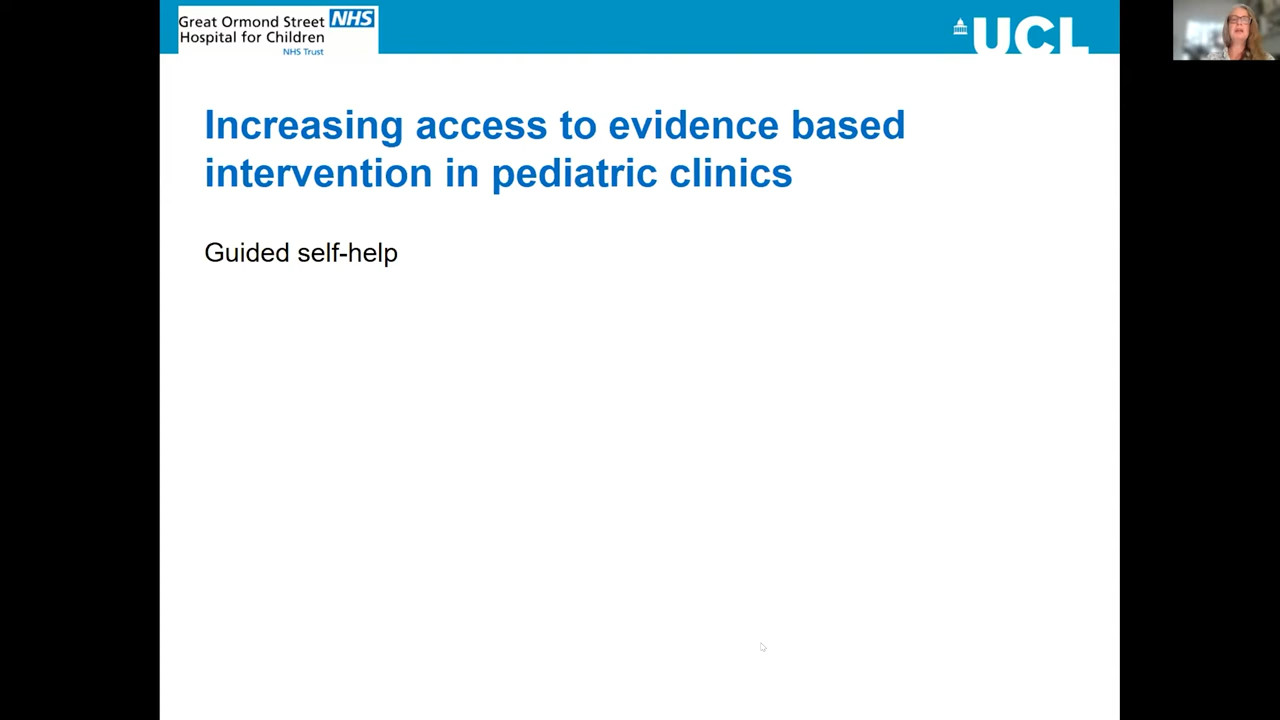 Great Ormond Street NHS
Hospital for Children
NHS Trust
UCL
Increasing access to evidence based
intervention in pediatric clinics
Guided self-help